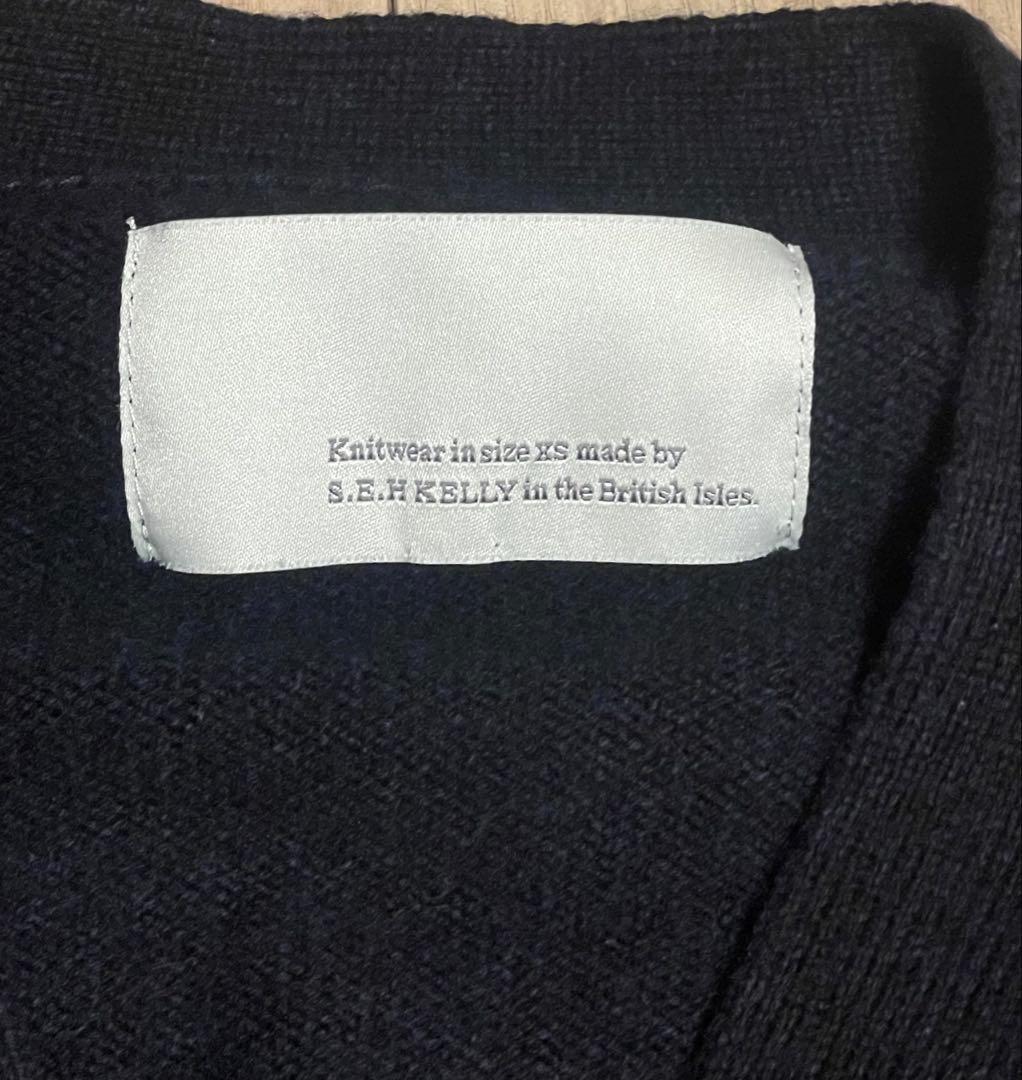 Knitwear in size XS made by
S.E.H KELLY in the British Isles.